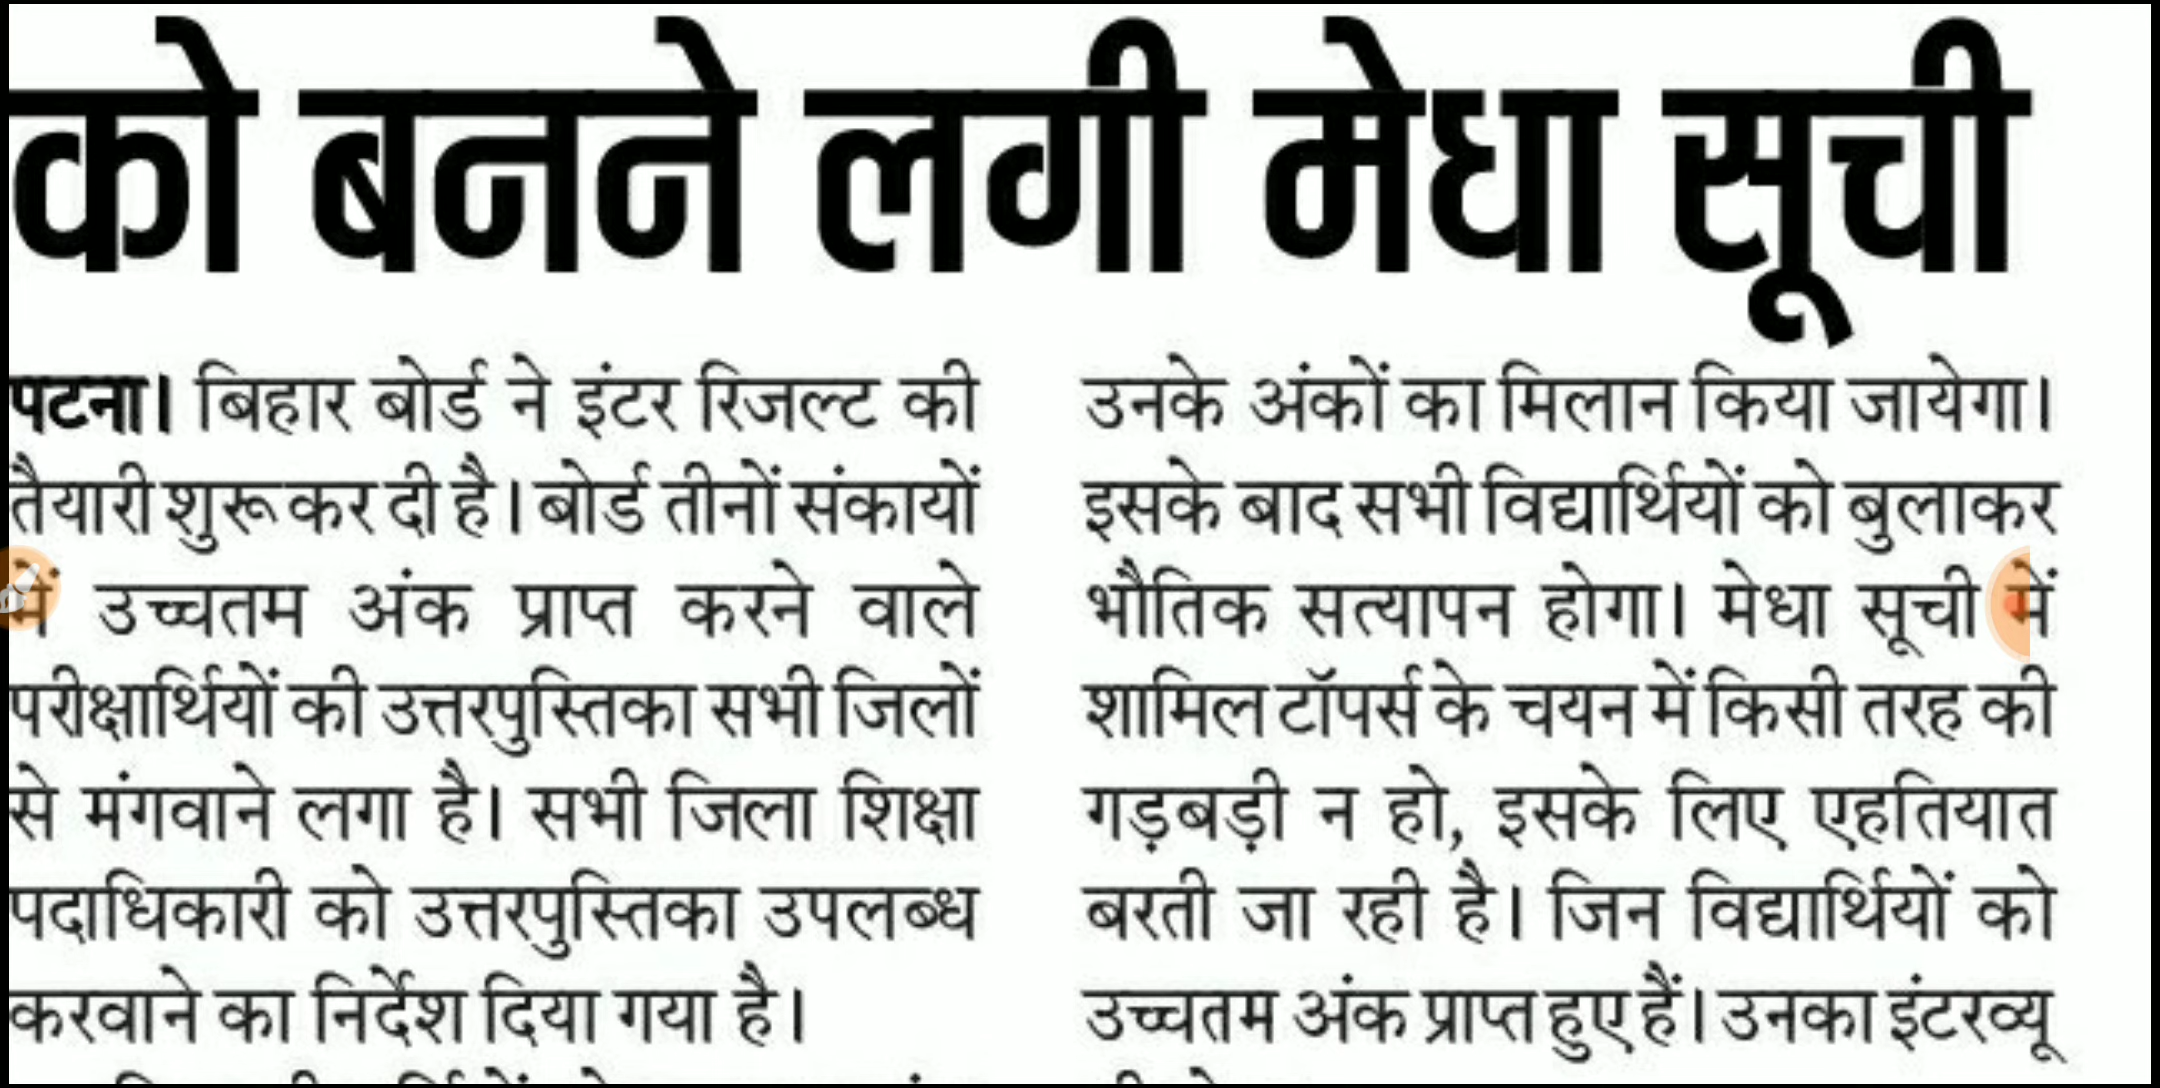 को बनने लगी मेधा सूची
पटना। बिहार बोर्ड ने इंटर रिजल्ट की
तैयारी शुरू कर दी है। बोर्ड तीनों संकायों
में उच्चतम अंक प्राप्त करने वाले
परीक्षार्थियों की उत्तरपुस्तिका सभी जिलों
से मंगवाने लगा है। सभी जिला शिक्षा
पदाधिकारी को उत्तरपुस्तिका उपलब्ध
करवाने का निर्देश दिया गया है।
उनके अंकों का मिलान किया जायेगा।
इसके बाद सभी विद्यार्थियों को बुलाकर
भौतिक सत्यापन होगा। मेधा सूची में
शामिल टॉपर्स के चयन में किसी तरह की
गड़बड़ी न हो, इसके लिए एहतियात
बरती जा रही है। जिन विद्यार्थियों को
उच्चतम अंक प्राप्त हुए हैं। उनका इंटरव्यू